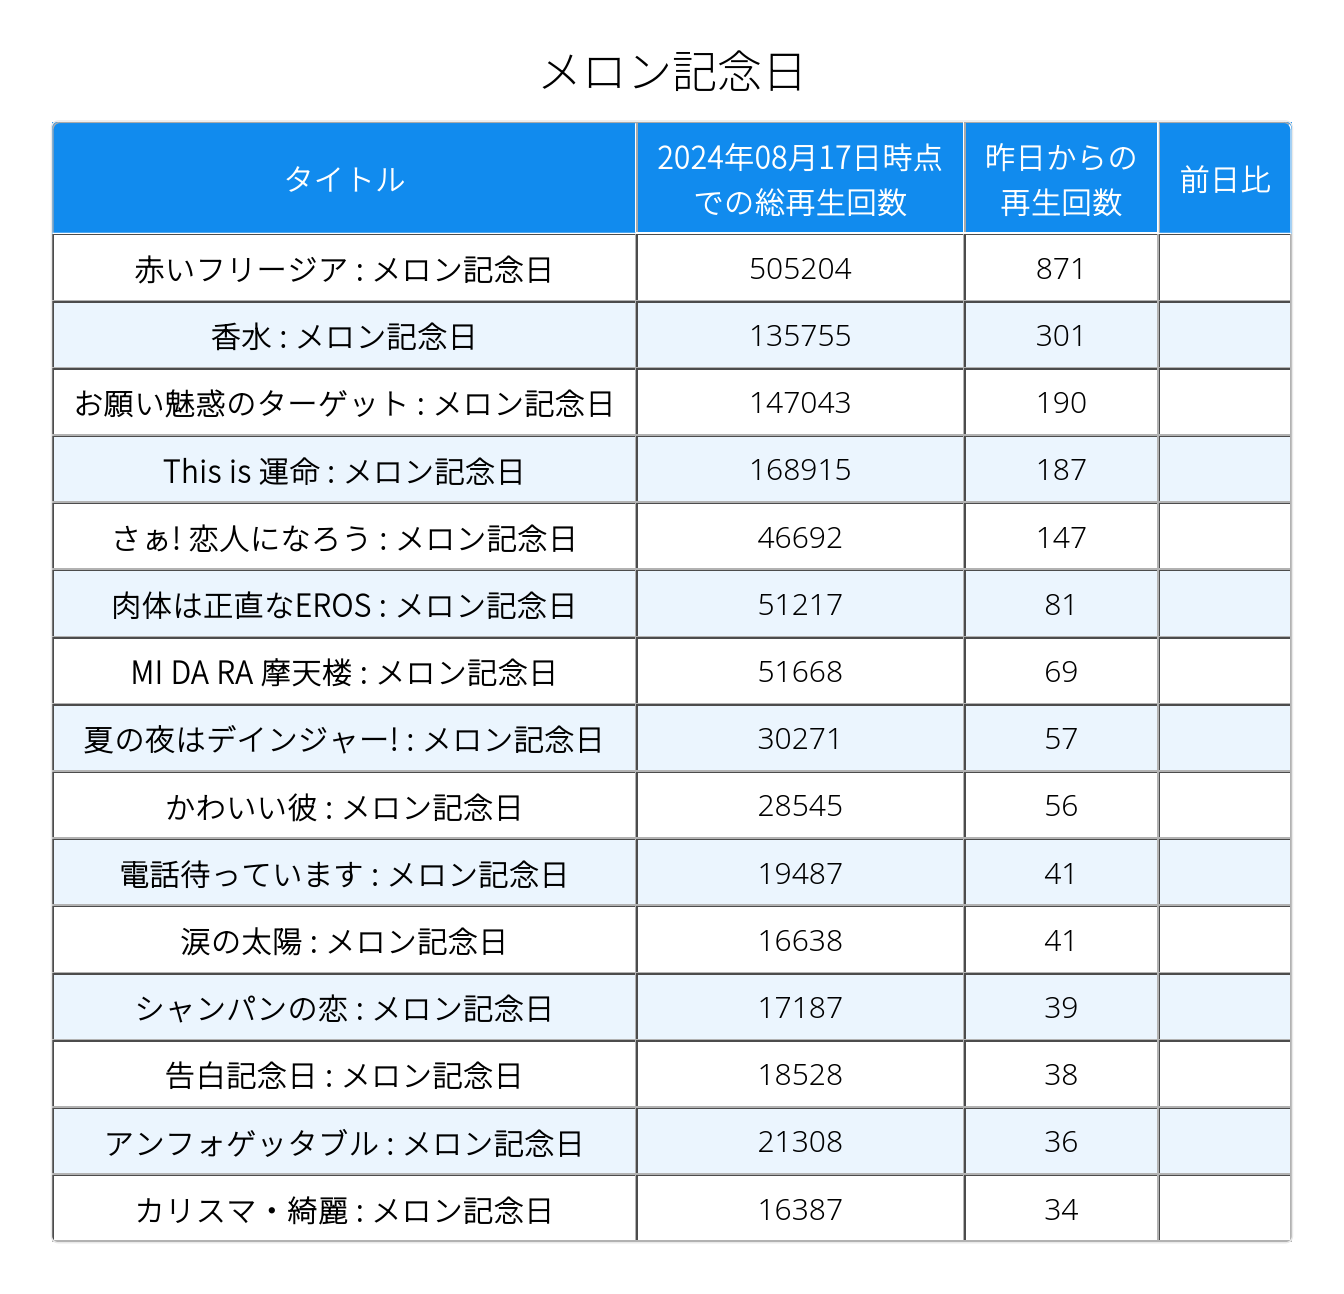 メロン記念日
タイトル 2024年08月17日時点 昨日からの 前日比
での総再生回数 再生回数
赤いフリージア : メロン記念日 505204 871
香水 : メロン記念日 135755 301
お願い魅惑のターゲット : メロン記念日 147043 190
This is 運命 : メロン記念日 168915 187
さぁ! 恋人になろう : メロン記念日 46692 147
肉体は正直なEROS : メロン記念日 51217 81
MI DA RA 摩天楼 : メロン記念日 51668 69
夏の夜はデインジャー! : メロン記念日 30271 57
かわいい彼 : メロン記念日 28545 56
電話待っています : メロン記念日 19487 41
涙の太陽 : メロン記念日 16638 41
シャンパンの恋 : メロン記念日 17187 39
告白記念日 : メロン記念日 18528 38
アンフォゲッタブル : メロン記念日 21308 36
カリスマ・綺麗 : メロン記念日 16387 34